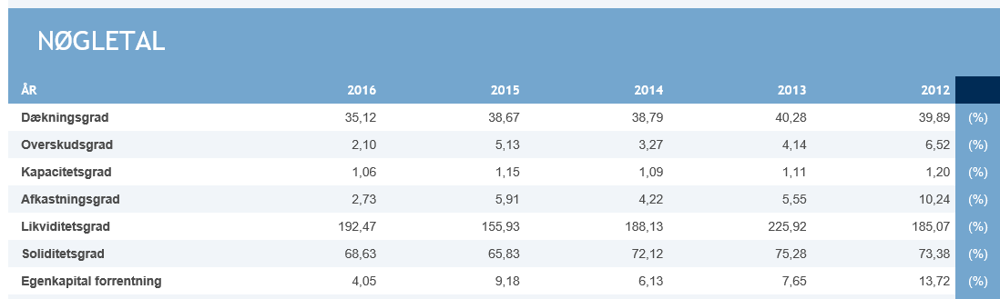 NØGLETAL
ÅR 2016 2015 2014 2013 2012
Dækningsgrad 35,12 38,67 38,79 40,28 39,89 (%)
Overskudsgrad 2,10 5,13 3,27 4,14 6,52 (%)
Kapacitetsgrad 1,06 1,15 1,09 1,11 1,20 (%)
Afkastningsgrad 2,73 5,91 4,22 5,55 10,24 (%)
Likviditetsgrad 192,47 155,93 188,13 225,92 185,07 (%)
Soliditetsgrad 68,63 65,83 72,12 75,28 73,38 (%)
Egenkapital forrentning 4,05 9,18 6,13 7,65 13,72 (%)